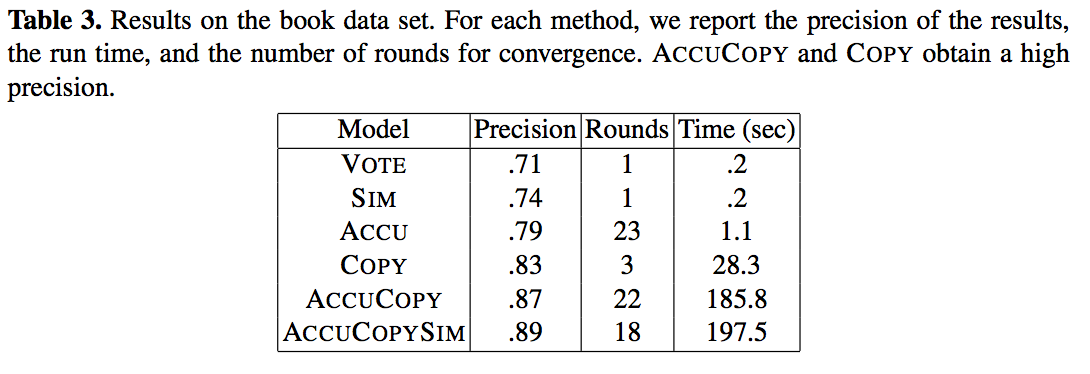 Table 3. Results on the book data set. For each method, we report the precision of the results,
the run time, and the number of rounds for convergence. ACCUCOPY and COPY obtain a high
precision.
Model Precision Rounds Time (sec)
VOTE .71 1 .2
SIM .74 1 .2
ACCU .79 23 1.1
COPY .83 3 28.3
ACCUCOPY .87 22 185.8
ACCUCOPYSIM .89 18 197.5